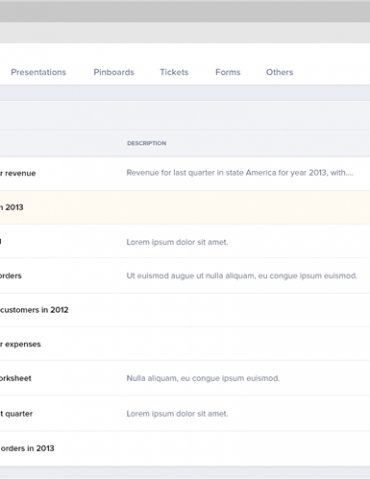 Presentations Pinboards Tickets Forms Others
DESCRIPTION
r revenue Revenue for last quarter in state America for year 2013, with...
n 2013
Lorem ipsum dolor sit amet.
orders Ut euismod augue ut nulla aliquam, eu congue ipsum euismod.
customers in 2012
r expenses
orksheet Nulla aliquam, eu congue ipsum euismod.
t quarter Lorem ipsum dolor sit amet.
orders in 2013